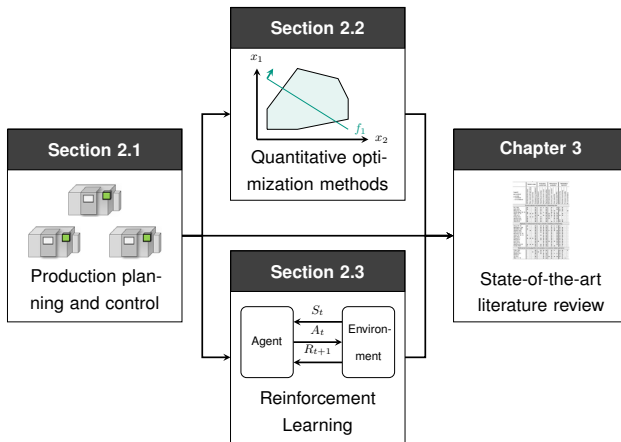 Section 2.2
x₁
f₁
x₂
Quantitative opti-
mization methods
Section 2.1
Production plan-
ning and control
Chapter 3
State-of-the-art
literature review
Section 2.3
Agent
Sₜ
Aₜ
Rₜ₊₁
Environ-
ment
Reinforcement
Learning